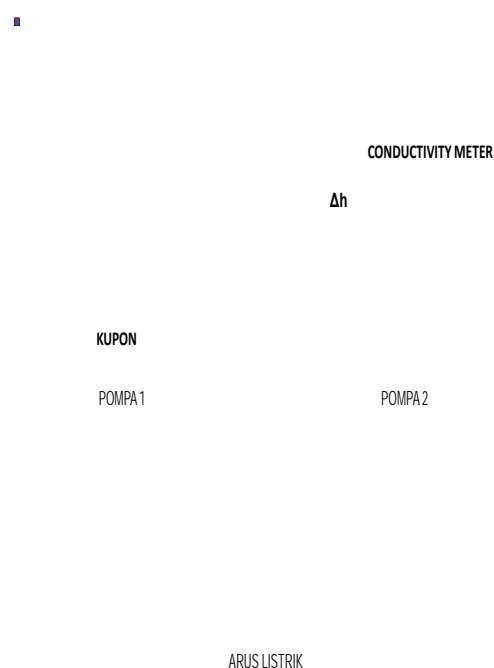 CONDUCTIVITY METER
Δh
KUPON
POMPA 1 POMPA 2
ARUS LISTRIK